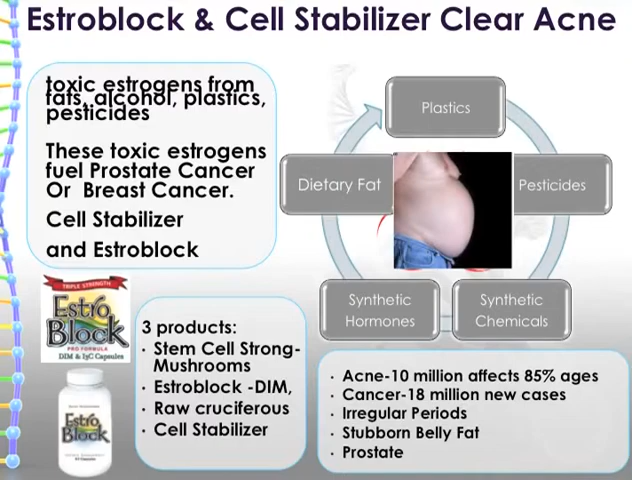 Estroblock & Cell Stabilizer Clear Acne
toxic estrogens from
fats, alcohol, plastics,
pesticides
These toxic estrogens
fuel Prostate Cancer
Or Breast Cancer.
Cell Stabilizer
and Estroblock
Plastics
Pesticides
Synthetic
Chemicals
Synthetic
Hormones
Dietary Fat
TRIPLE STRENGTH
Estro
Block
PRO FORMULA
DIM & I3C Capsules
Estro
Block
3 products:
· Stem Cell Strong-
Mushrooms
· Estroblock -DIM,
· Raw cruciferous
· Cell Stabilizer
· Acne-10 million affects 85% ages
· Cancer-18 million new cases
· Irregular Periods
· Stubborn Belly Fat
· Prostate